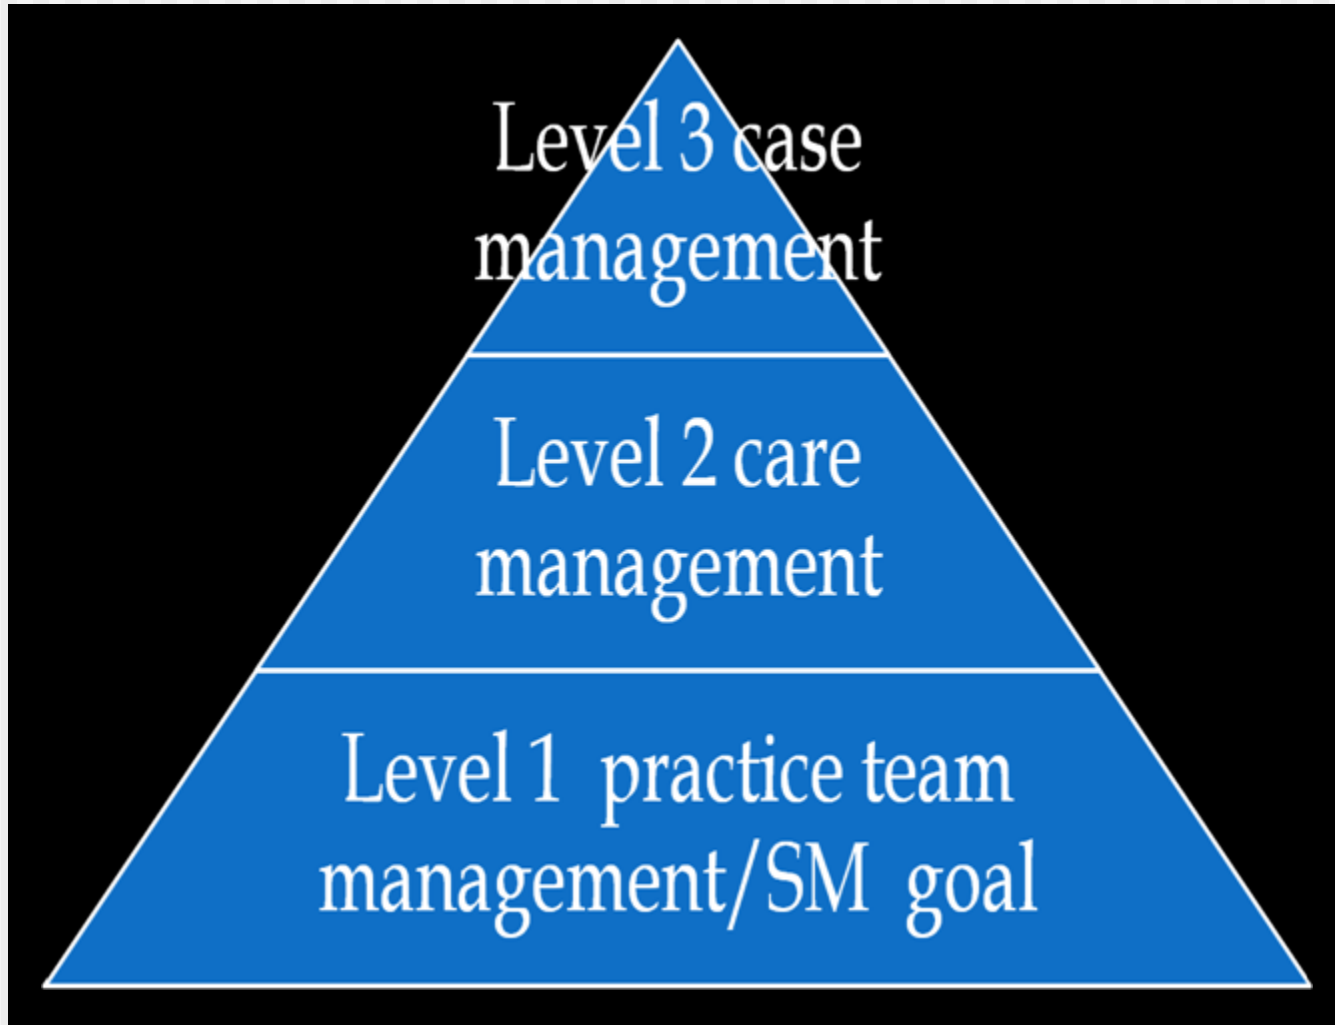 Level 3 case
management
Level 2 care
management
Level 1 practice team
management/SM goal